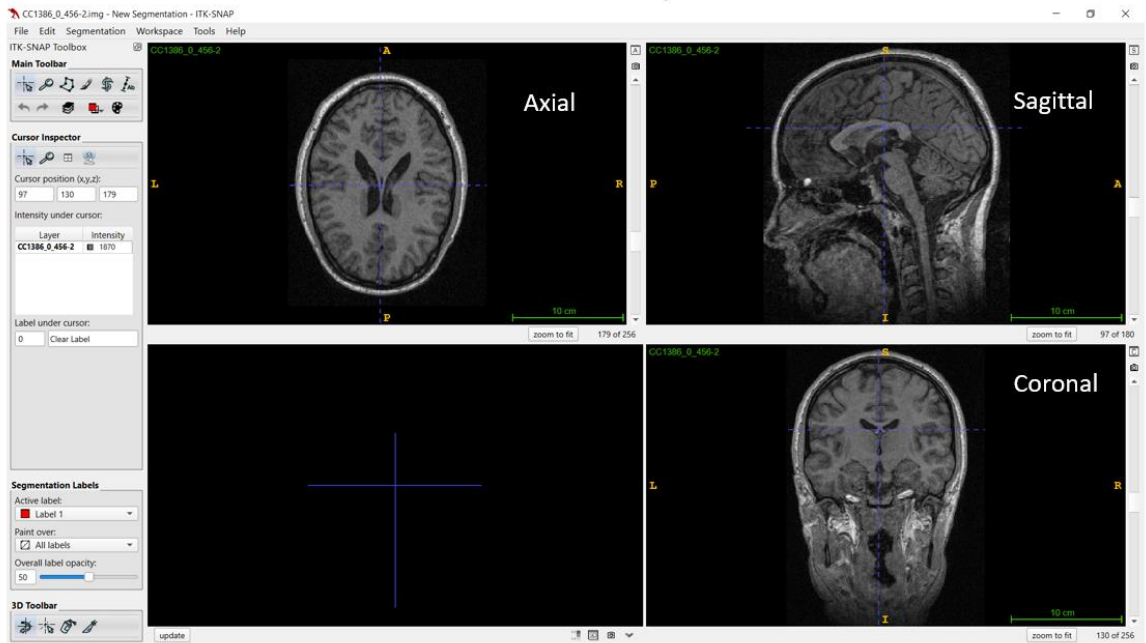 CC1386_0_456-2.img - New Segmentation - ITK-SNAP
File Edit Segmentation Workspace Tools Help
ITK-SNAP Toolbox
Main Toolbar
Cursor Inspector
Cursor position (x,y,z):
97 130 179
Intensity under cursor:
Layer Intensity
CC1386_0_456-2 1870
Label under cursor:
0 Clear Label
Segmentation Labels
Active label:
Label 1
Paint over:
All labels
Overall label opacity:
50
3D Toolbar
CC1386_0_456-2
A
Axial
L
R
P
10 cm
zoom to fit 179 of 256
A
CC1386_0_456-2
S
Sagittal
P
A
I
10 cm
zoom to fit 97 of 180
S
update
CC1386_0_456-2
S
Coronal
L
R
I
10 cm
zoom to fit 130 of 256
C